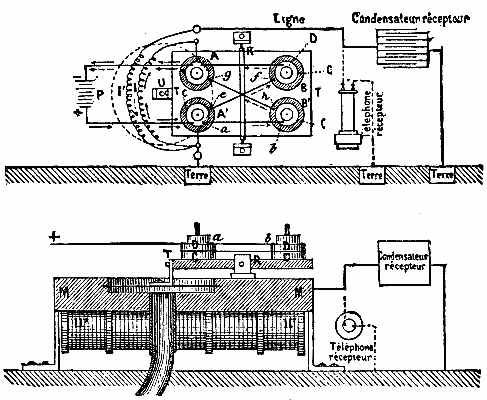 Ligne
Condensateur récepteur
A
R
D
g
f
G
P
I'
I
U
T
c
e
B
T
h
B'
A'
a
C
b
+
Téléphone
récepteur
Terre
Terre
Terre
+
a
b
D
D
T
C
C
R
M
M
Condensateur
récepteur
Téléphone
récepteur